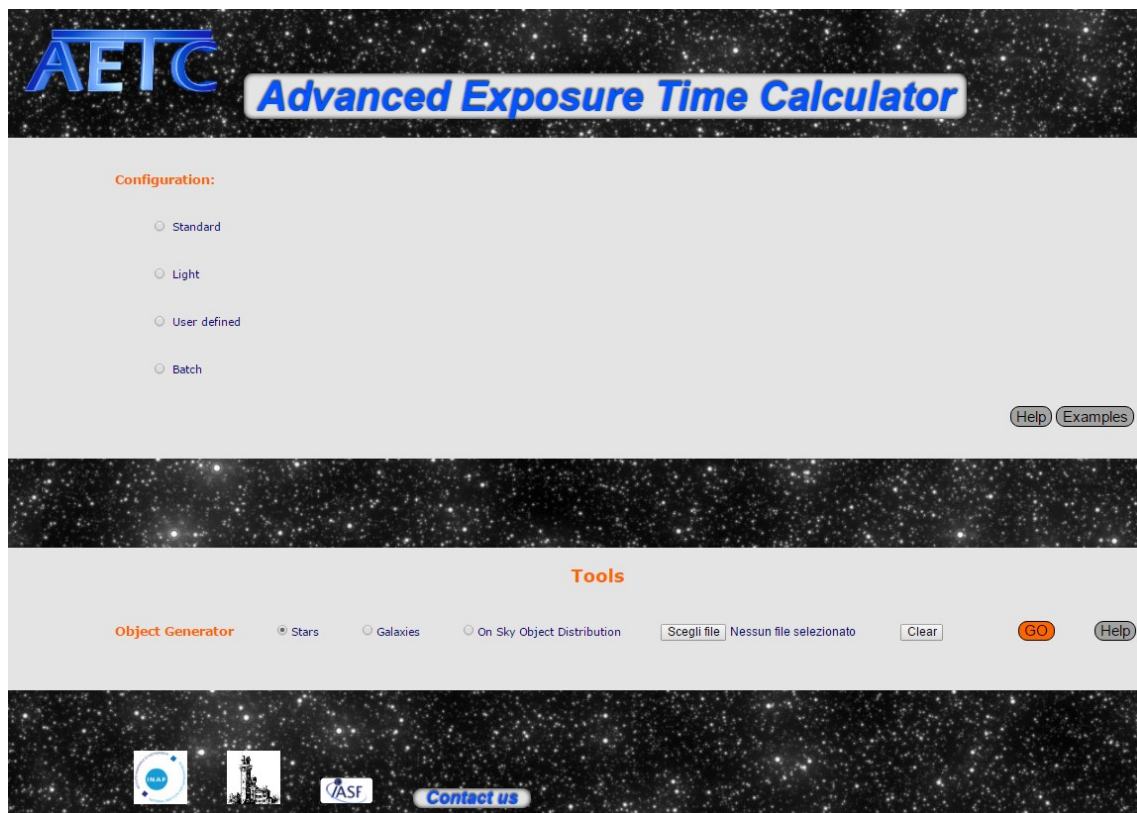 AETC
Advanced Exposure Time Calculator
Configuration:
Standard
Light
User defined
Batch
Help Examples
Tools
Object Generator Stars Galaxies On Sky Object Distribution Scegli file Nessun file selezionato Clear GO Help
INAF
IASF
Contact us